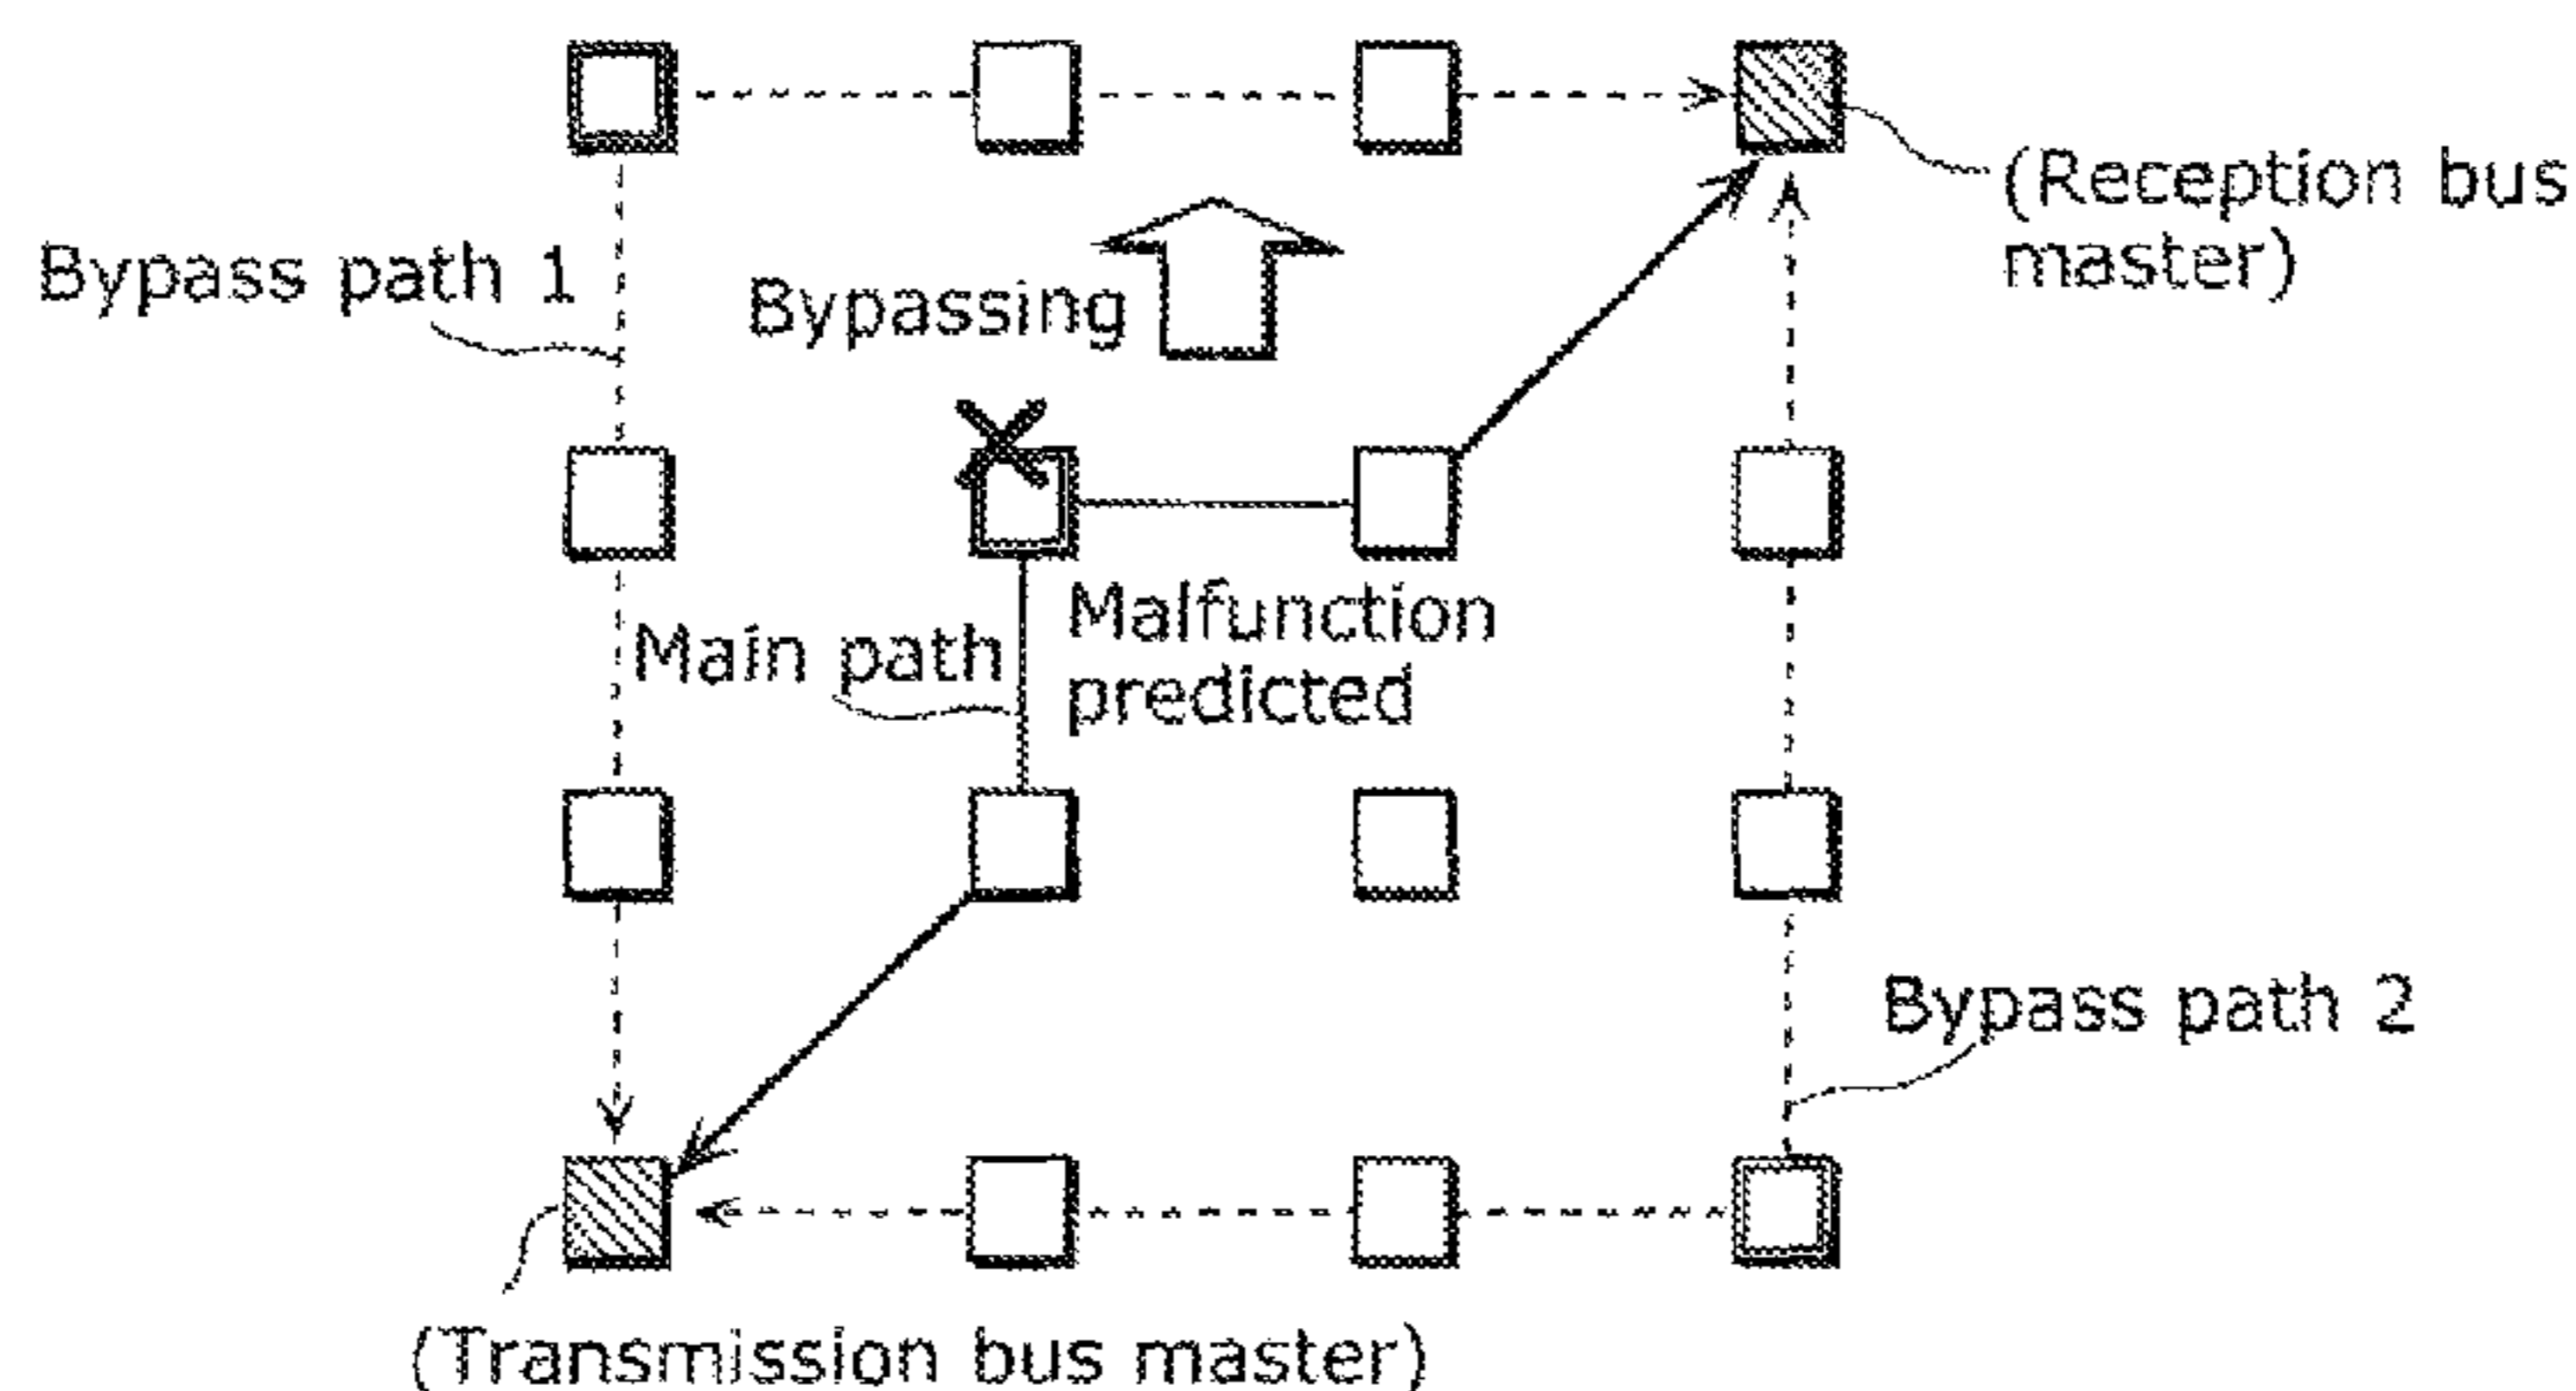 (Reception bus
master)
Bypass path 1
Bypassing
Malfunction
predicted
Main path
Bypass path 2
(Transmission bus master)